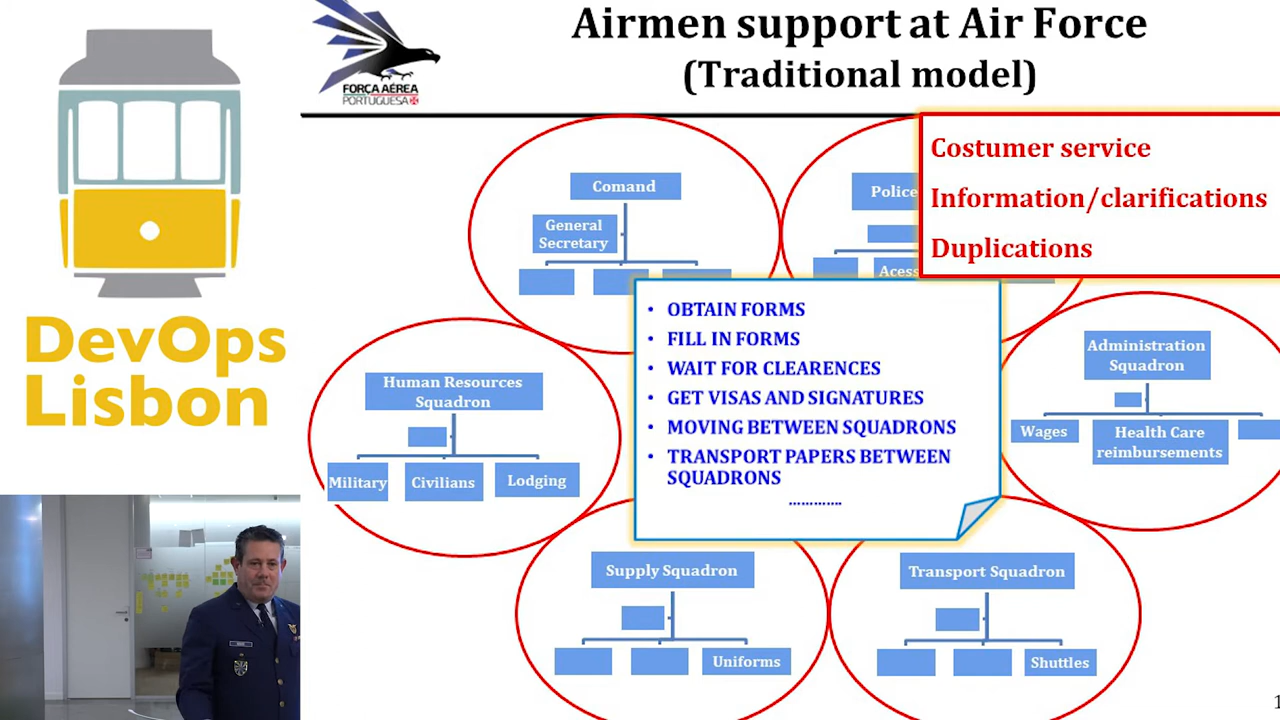 Airmen support at Air Force
(Traditional model)
FORÇA AÉREA
PORTUGUESA
DevOps
Lisbon
Costumer service
Information/clarifications
Duplications
Comand
General
Secretary
Police
Acess
• OBTAIN FORMS
• FILL IN FORMS
• WAIT FOR CLEARENCES
• GET VISAS AND SIGNATURES
• MOVING BETWEEN SQUADRONS
• TRANSPORT PAPERS BETWEEN
SQUADRONS
............
Human Resources
Squadron
Military
Civilians
Lodging
Administration
Squadron
Wages
Health Care
reimbursements
Supply Squadron
Uniforms
Transport Squadron
Shuttles
1